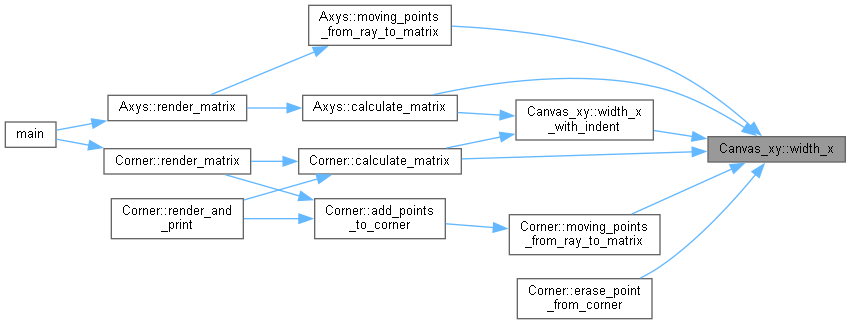 Axys::moving_points
_from_ray_to_matrix
Axys::render_matrix
Axys::calculate_matrix
Canvas_xy::width_x
_with_indent
main
Canvas_xy::width_x
Corner::render_matrix
Corner::calculate_matrix
Corner::render_and
_print
Corner::add_points
_to_corner
Corner::moving_points
_from_ray_to_matrix
Corner::erase_point
_from_corner